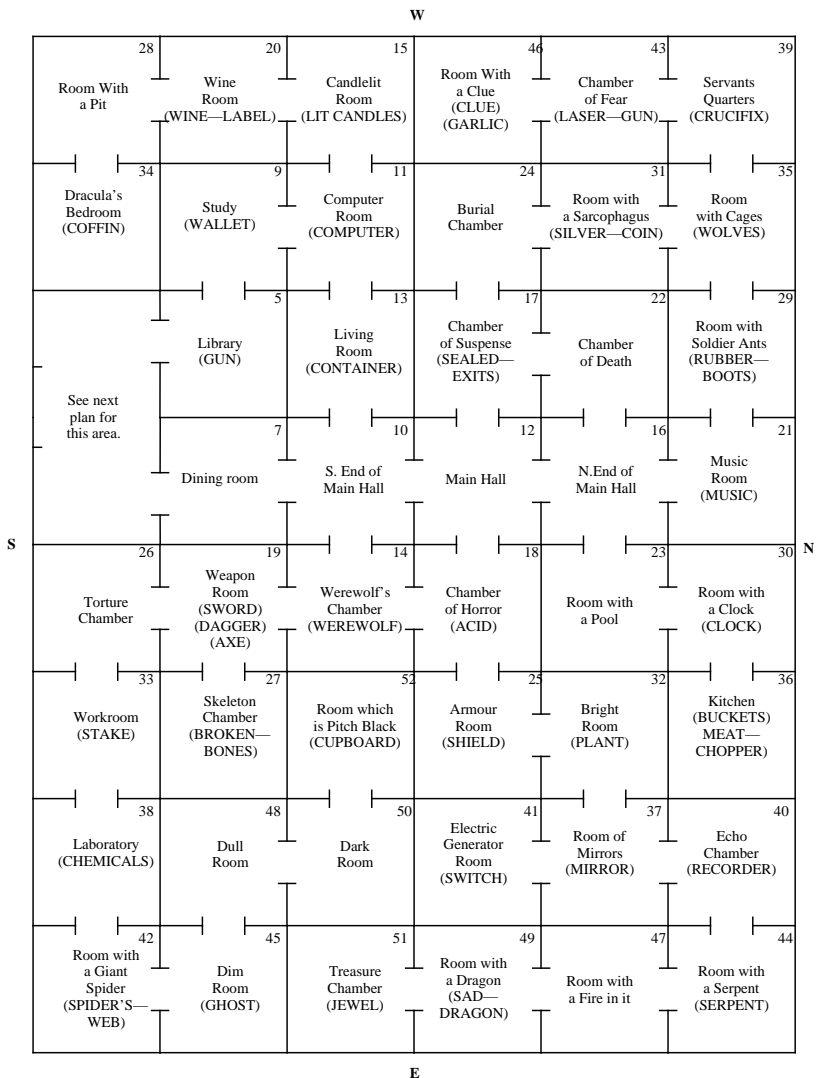 W
28
Room With
a Pit
20
Wine
Room
(WINE—LABEL)
15
Candlelit
Room
(LIT CANDLES)
46
Room With
a Clue
(CLUE)
(GARLIC)
43
Chamber
of Fear
(LASER—GUN)
39
Servants
Quarters
(CRUCIFIX)
34
Dracula's
Bedroom
(COFFIN)
9
Study
(WALLET)
11
Computer
Room
(COMPUTER)
24
Burial
Chamber
31
Room with
a Sarcophagus
(SILVER—COIN)
35
Room
with Cages
(WOLVES)
See next
plan for
this area.
5
Library
(GUN)
13
Living
Room
(CONTAINER)
17
Chamber
of Suspense
(SEALED—
EXITS)
22
Chamber
of Death
29
Room with
Soldier Ants
(RUBBER—
BOOTS)
7
Dining room
10
S. End of
Main Hall
12
Main Hall
16
N.End of
Main Hall
21
Music
Room
(MUSIC)
S
N
26
Torture
Chamber
19
Weapon
Room
(SWORD)
(DAGGER)
(AXE)
14
Werewolf's
Chamber
(WEREWOLF)
18
Chamber
of Horror
(ACID)
23
Room with
a Pool
30
Room with
a Clock
(CLOCK)
33
Workroom
(STAKE)
27
Skeleton
Chamber
(BROKEN—
BONES)
52
Room which
is Pitch Black
(CUPBOARD)
25
Armour
Room
(SHIELD)
32
Bright
Room
(PLANT)
36
Kitchen
(BUCKETS)
MEAT—
CHOPPER)
38
Laboratory
(CHEMICALS)
48
Dull
Room
50
Dark
Room
41
Electric
Generator
Room
(SWITCH)
37
Room of
Mirrors
(MIRROR)
40
Echo
Chamber
(RECORDER)
42
Room with
a Giant
Spider
(SPIDER'S—
WEB)
45
Dim
Room
(GHOST)
51
Treasure
Chamber
(JEWEL)
49
Room with
a Dragon
(SAD—
DRAGON)
47
Room with
a Fire in it
44
Room with
a Serpent
(SERPENT)
E